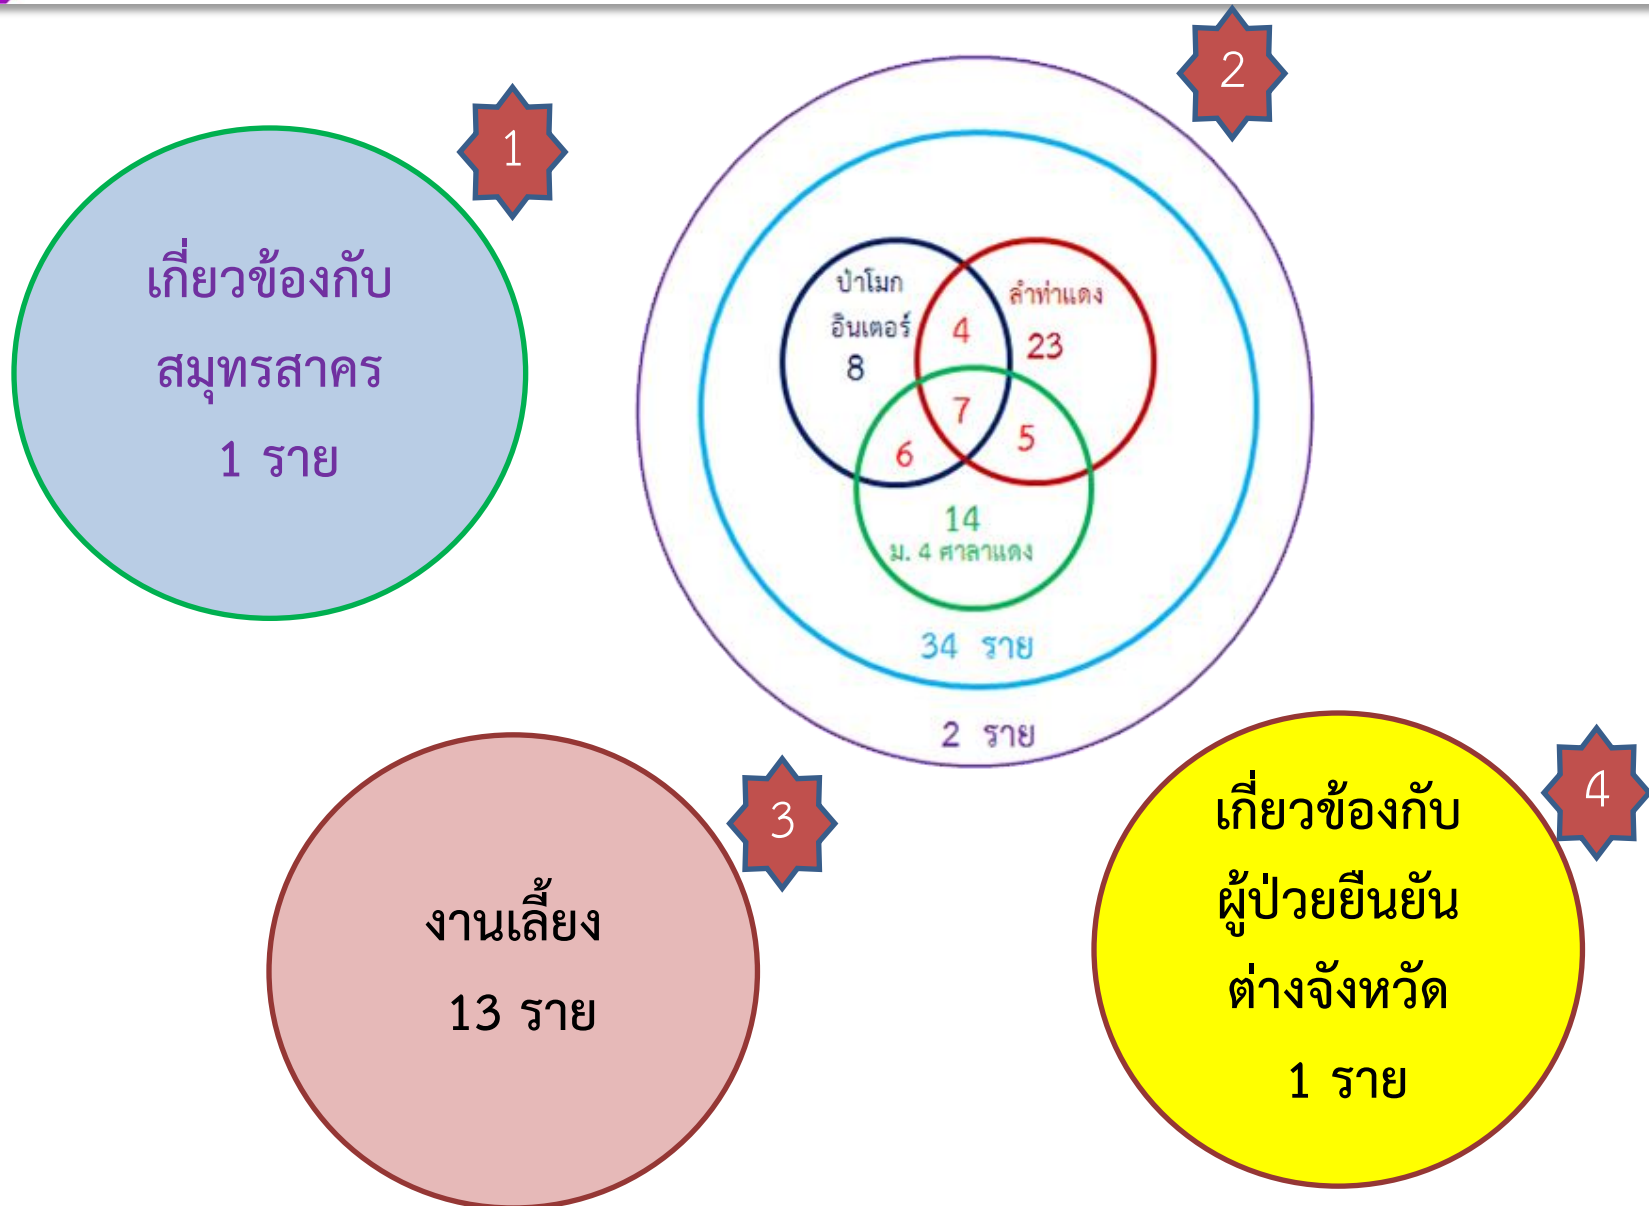 1
เกี่ยวข้องกับ
สมุทรสาคร
1 ราย
2
ป่าโมก
อินเตอร์
8
4
ลำท่าแดง
23
7
6
5
14
ม. 4 ศาลาแดง
34 ราย
2 ราย
3
งานเลี้ยง
13 ราย
4
เกี่ยวข้องกับ
ผู้ป่วยยืนยัน
ต่างจังหวัด
1 ราย